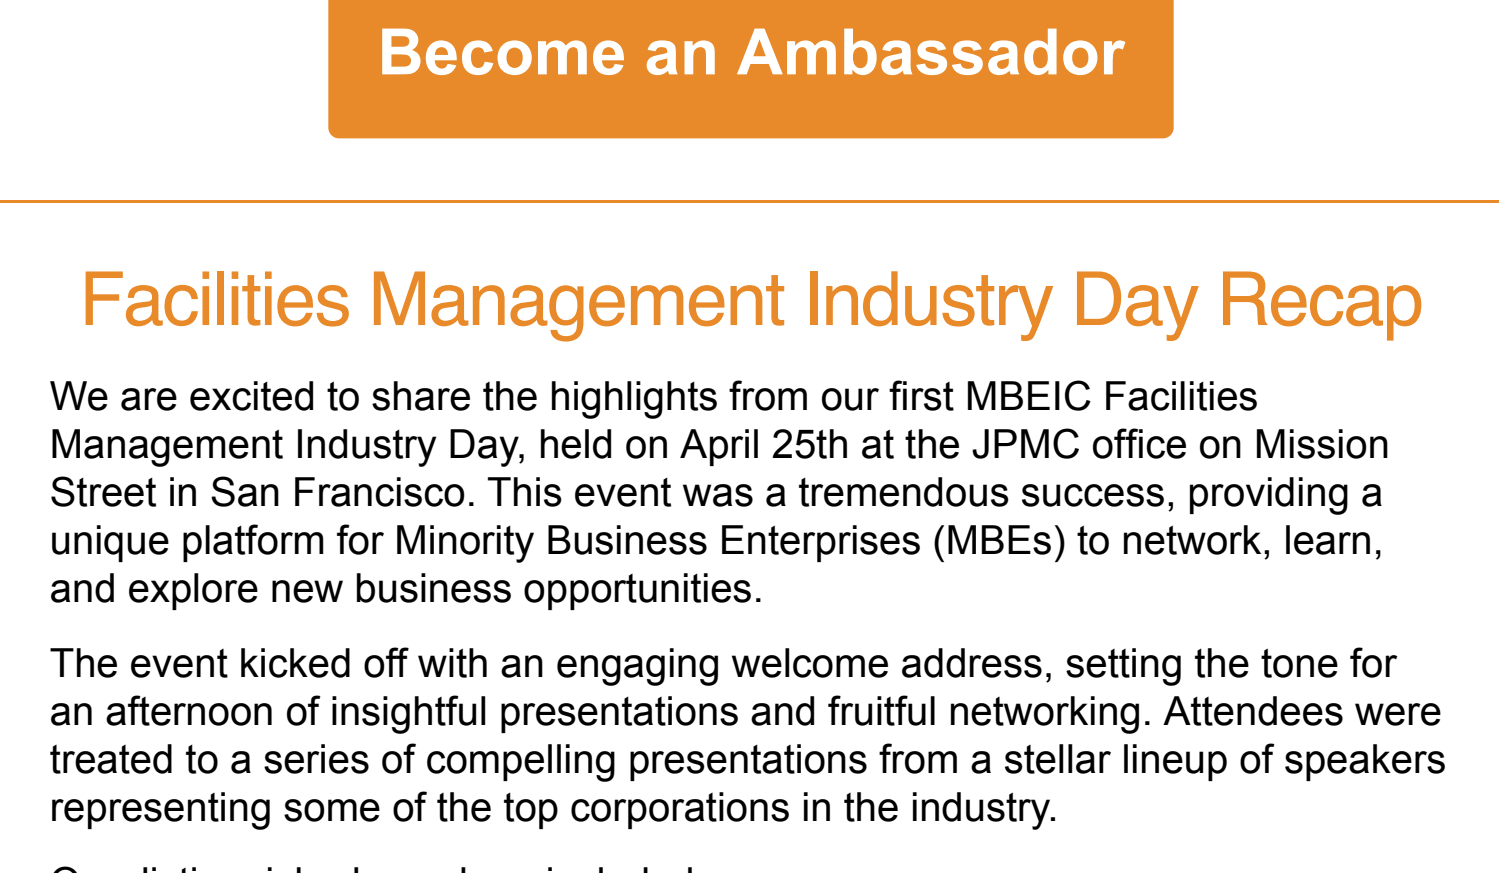 Become an Ambassador
Facilities Management Industry Day Recap
We are excited to share the highlights from our first MBEIC Facilities
Management Industry Day, held on April 25th at the JPMC office on Mission
Street in San Francisco. This event was a tremendous success, providing a
unique platform for Minority Business Enterprises (MBEs) to network, learn,
and explore new business opportunities.
The event kicked off with an engaging welcome address, setting the tone for
an afternoon of insightful presentations and fruitful networking. Attendees were
treated to a series of compelling presentations from a stellar lineup of speakers
representing some of the top corporations in the industry.